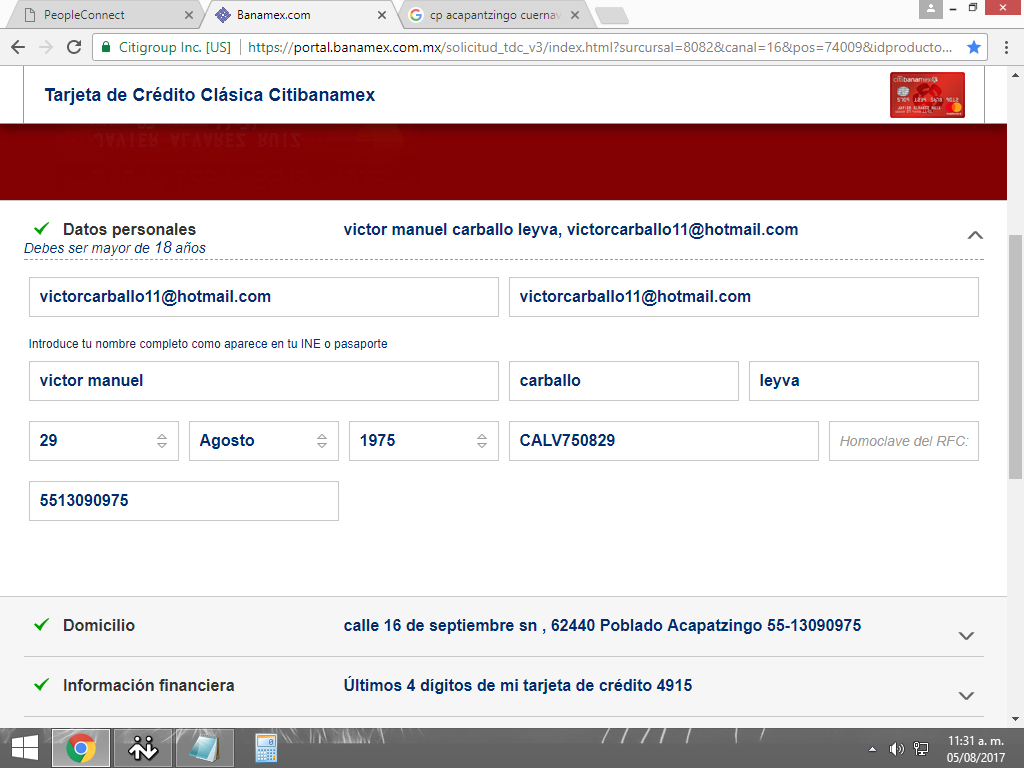 PeopleConnect
Banamex.com
cp acapantzingo cuernav
Citigroup Inc. [US]
https://portal.banamex.com.mx/solicitud_tdc_v3/index.html?sursursal=8082&canal=16&pos=74009&idproducto...
Tarjeta de Crédito Clásica Citibanamex
citibanamex
JAVIER ALVAREZ RUIZ
Datos personales
victor manuel carballo leyva, victorcarballo11@hotmail.com
Debes ser mayor de 18 años
victorcarballo11@hotmail.com
victorcarballo11@hotmail.com
Introduce tu nombre completo como aparece en tu INE o pasaporte
victor manuel
carballo
leyva
29
Agosto
1975
CALV750829
Homoclave del RFC:
5513090975
Domicilio
calle 16 de septiembre sn , 62440 Poblado Acapatzingo 55-13090975
Información financiera
Últimos 4 dígitos de mi tarjeta de crédito 4915
11:31 a. m.
05/08/2017